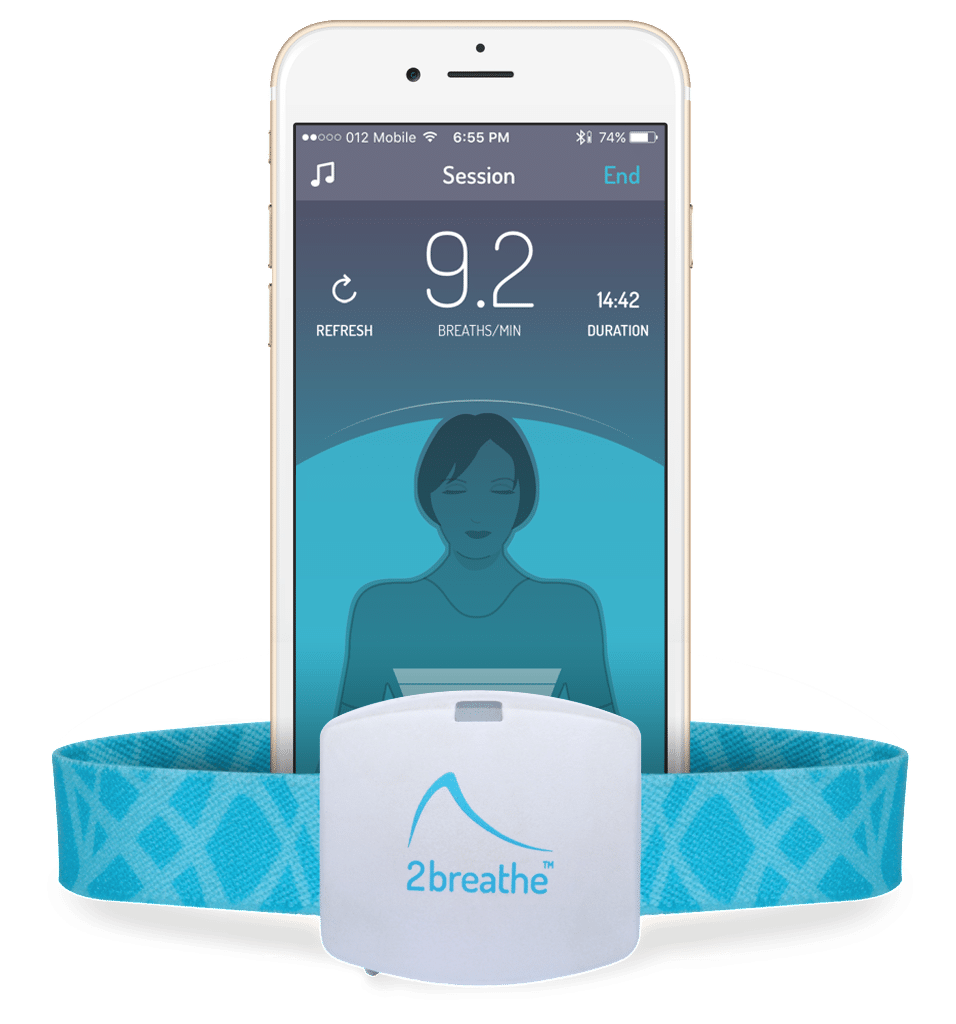 012 Mobile 6:55 PM 74%
Session End
9.2
14:42
REFRESH BREATHS/MIN DURATION
2breathe™